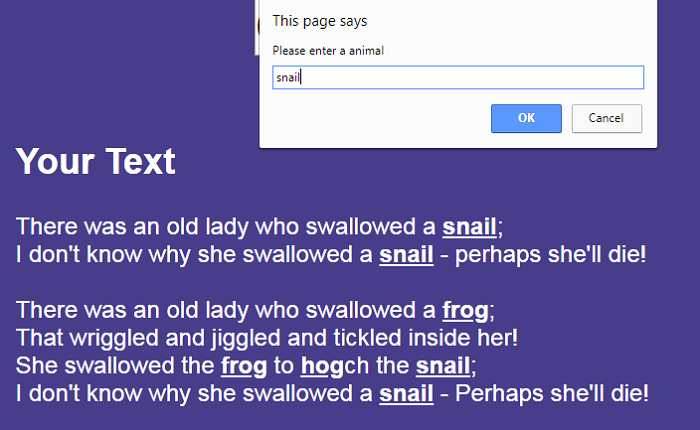 This page says
Please enter a animal
snail
OK Cancel
Your Text
There was an old lady who swallowed a snail;
I don't know why she swallowed a snail - perhaps she'll die!
There was an old lady who swallowed a frog;
That wriggled and jiggled and tickled inside her!
She swallowed the frog to hogch the snail;
I don't know why she swallowed a snail - Perhaps she'll die!